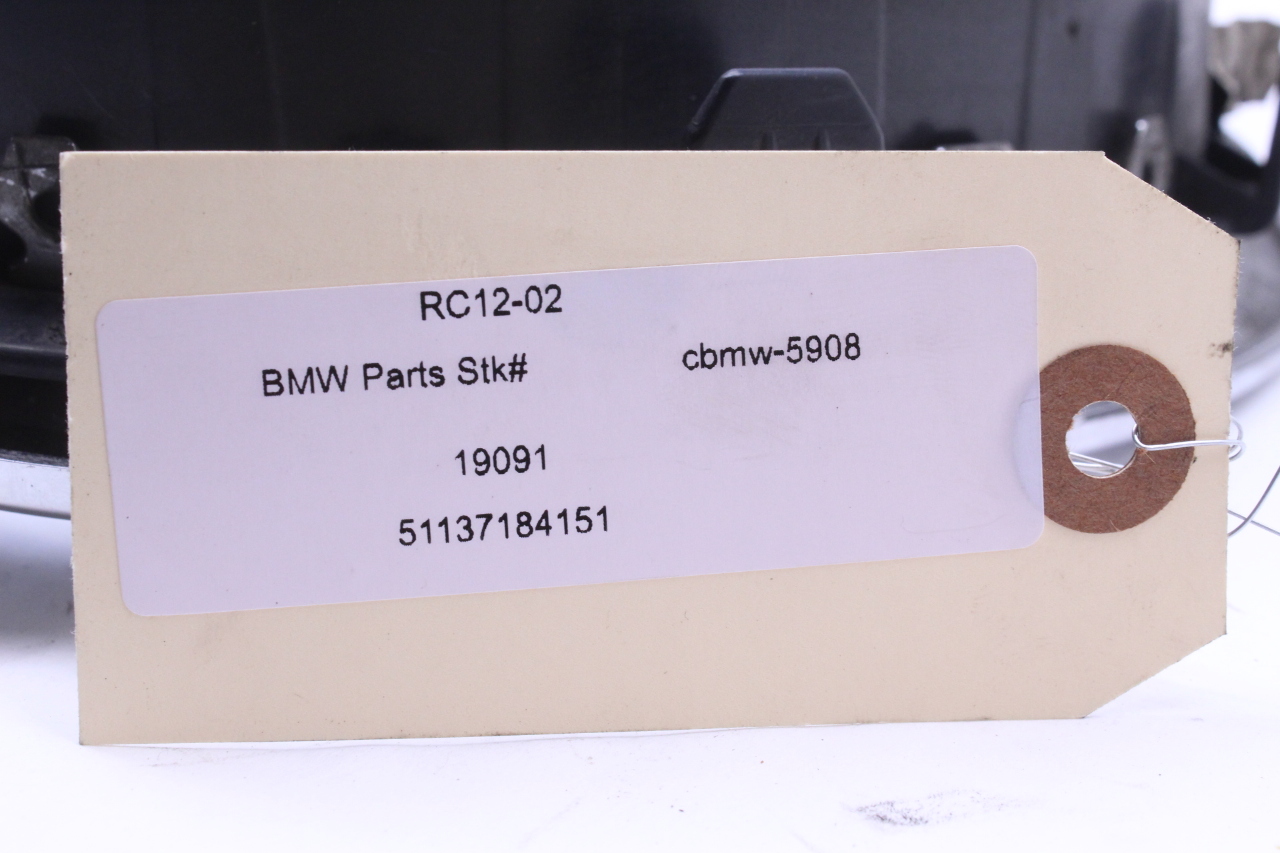 RC12-02
BMW Parts Stk# cbmw-5908
19091
51137184151